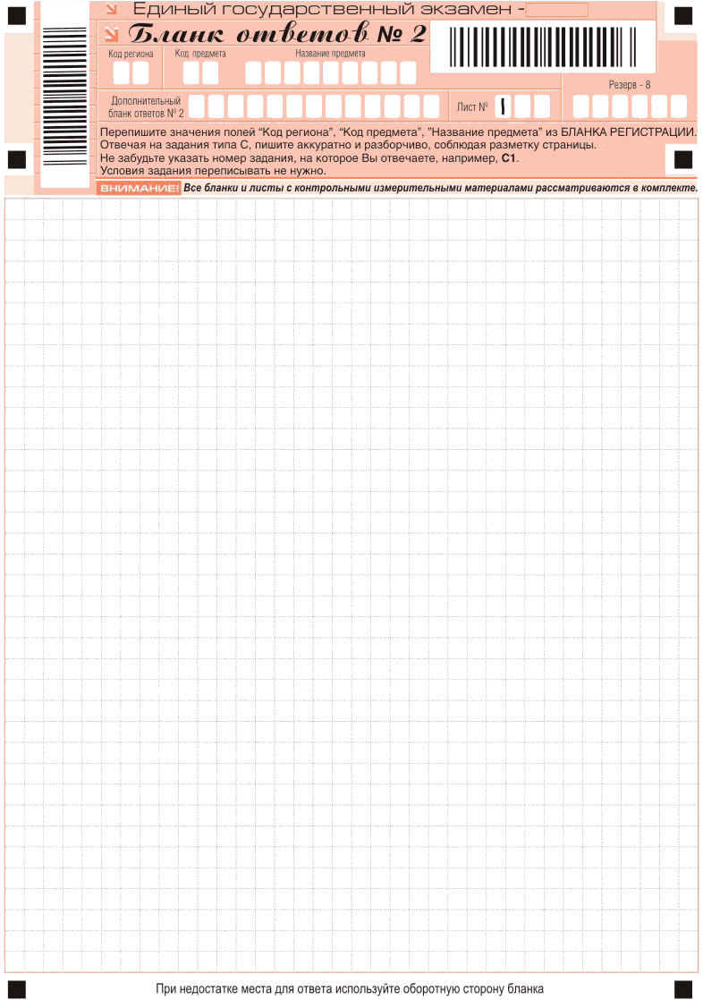 Единый государственный экзамен -
Бланк ответов № 2
Код региона Код предмета Название предмета
Резерв - 8
Дополнительный
бланк ответов № 2
Лист № 1
Перепишите значения полей “Код региона”, “Код предмета”, ”Название предмета” из БЛАНКА РЕГИСТРАЦИИ.
Отвечая на задания типа С, пишите аккуратно и разборчиво, соблюдая разметку страницы.
Не забудьте указать номер задания, на которое Вы отвечаете, например, С1.
Условия задания переписывать не нужно.
ВНИМАНИЕ! Все бланки и листы с контрольными измерительными материалами рассматриваются в комплекте.
При недостатке места для ответа используйте оборотную сторону бланка